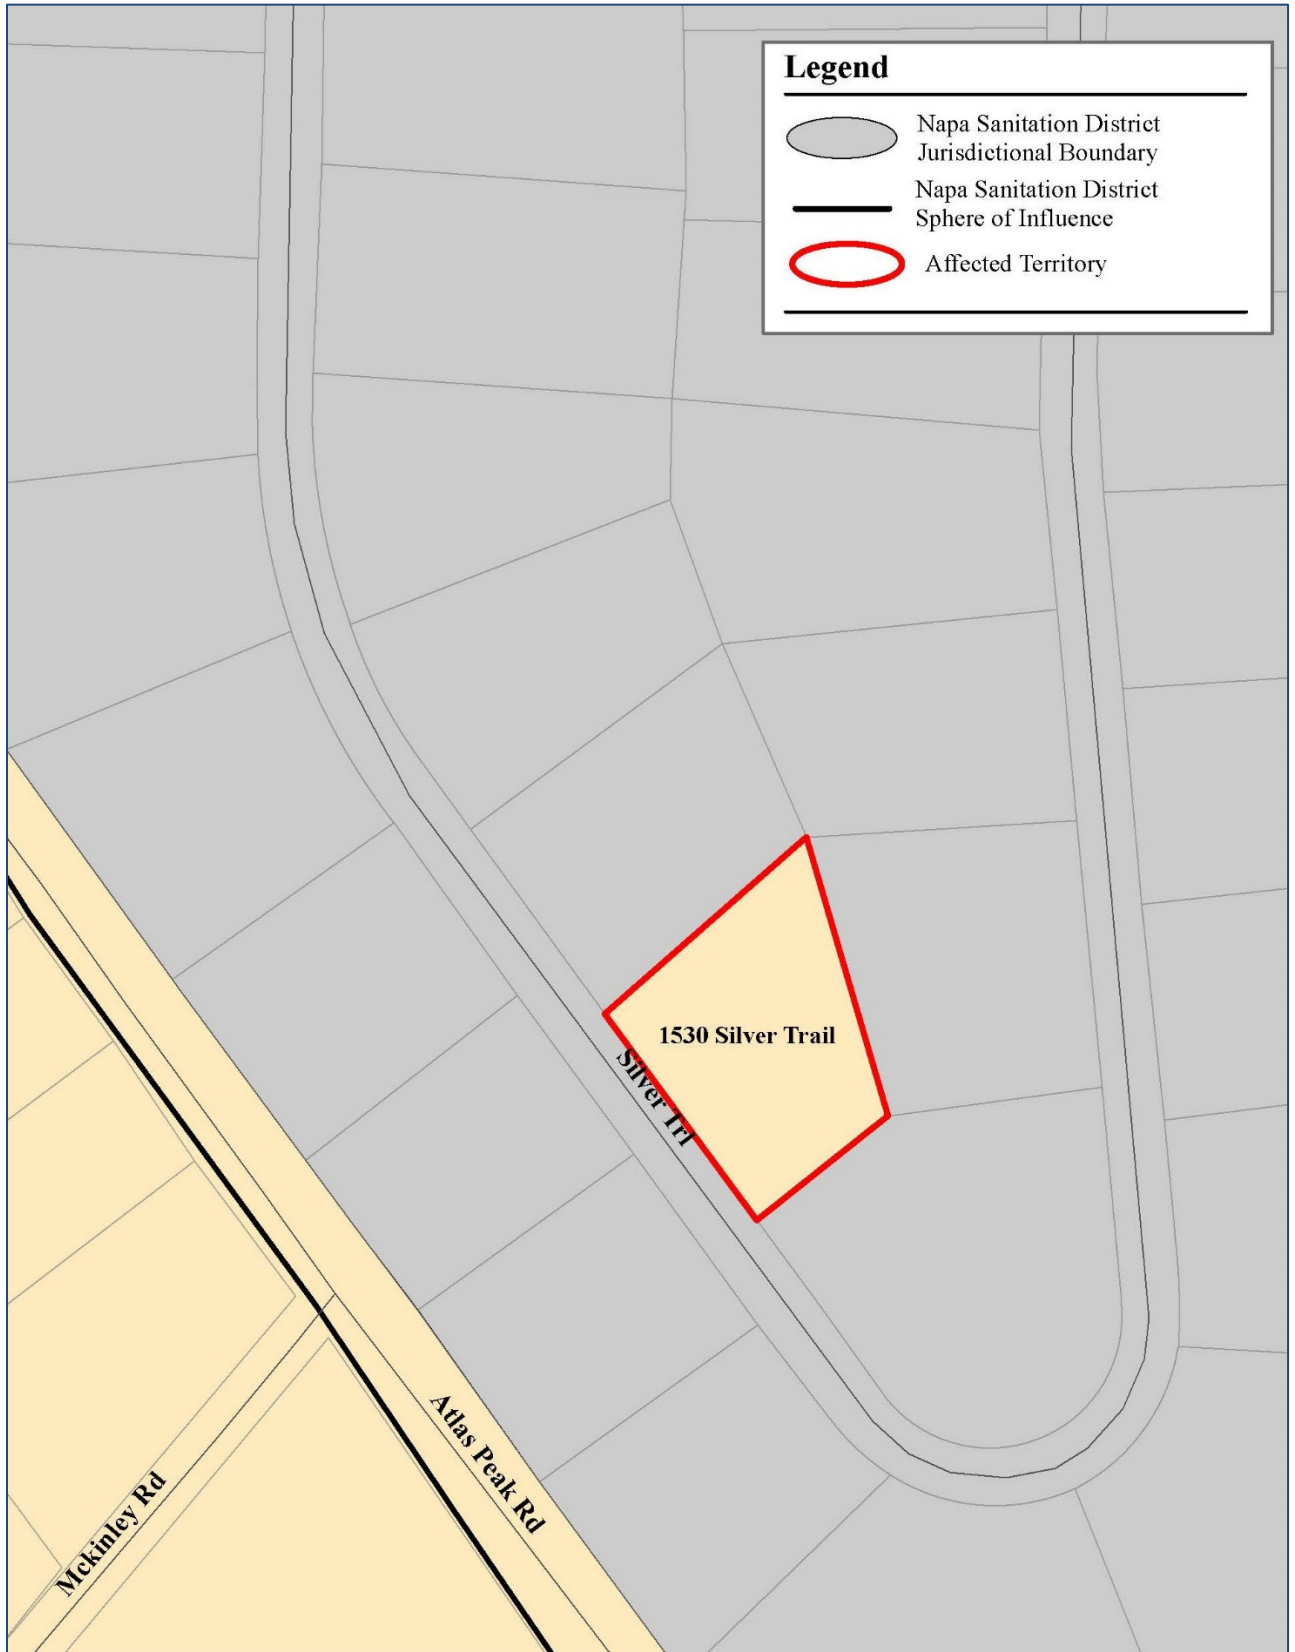 Legend
Napa Sanitation District
Jurisdictional Boundary
Napa Sanitation District
Sphere of Influence
Affected Territory
1530 Silver Trail
Silver Trl
Atlas Peak Rd
Mckinley Rd